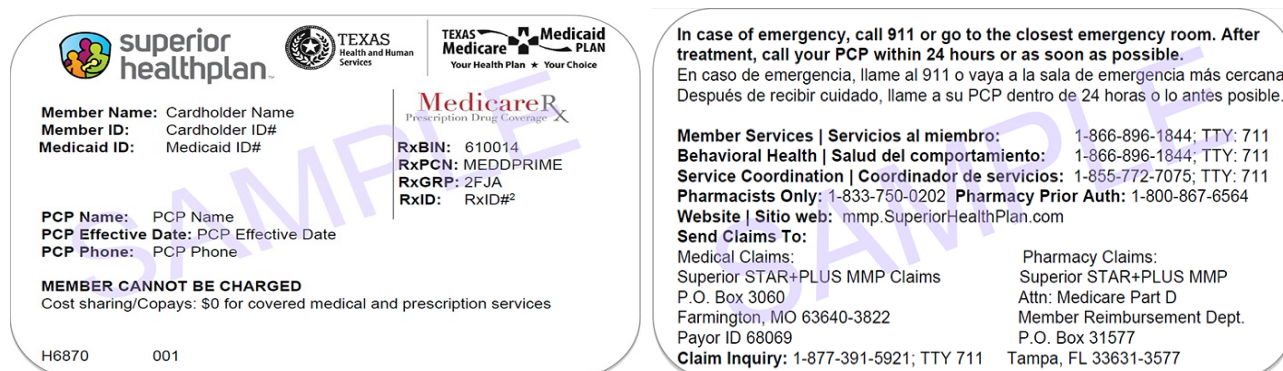 superior
healthplan™
TEXAS
Health and Human
Services
TEXAS Medicaid
Medicare PLAN
Your Health Plan ★ Your Choice
Member Name: Cardholder Name
Member ID: Cardholder ID#
Medicaid ID: Medicaid ID#
MedicareRx
Prescription Drug Coverage
RxBIN: 610014
RxPCN: MEDDPRIME
RxGRP: 2FJA
RxID: RxID#²
PCP Name: PCP Name
PCP Effective Date: PCP Effective Date
PCP Phone: PCP Phone
MEMBER CANNOT BE CHARGED
Cost sharing/Copays: $0 for covered medical and prescription services
H6870 001
SAMPLE
In case of emergency, call 911 or go to the closest emergency room. After
treatment, call your PCP within 24 hours or as soon as possible.
En caso de emergencia, llame al 911 o vaya a la sala de emergencia más cercana
Después de recibir cuidado, llame a su PCP dentro de 24 horas o lo antes posible.
Member Services | Servicios al miembro: 1-866-896-1844; TTY: 711
Behavioral Health | Salud del comportamiento: 1-866-896-1844; TTY: 711
Service Coordination | Coordinador de servicios: 1-855-772-7075; TTY: 711
Pharmacists Only: 1-833-750-0202 Pharmacy Prior Auth: 1-800-867-6564
Website | Sitio web: mmp.SuperiorHealthPlan.com
Send Claims To:
Medical Claims:
Superior STAR+PLUS MMP Claims
P.O. Box 3060
Farmington, MO 63640-3822
Payor ID 68069
Claim Inquiry: 1-877-391-5921; TTY 711
Pharmacy Claims:
Superior STAR+PLUS MMP
Attn: Medicare Part D
Member Reimbursement Dept.
P.O. Box 31577
Tampa, FL 33631-3577
SAMPLE